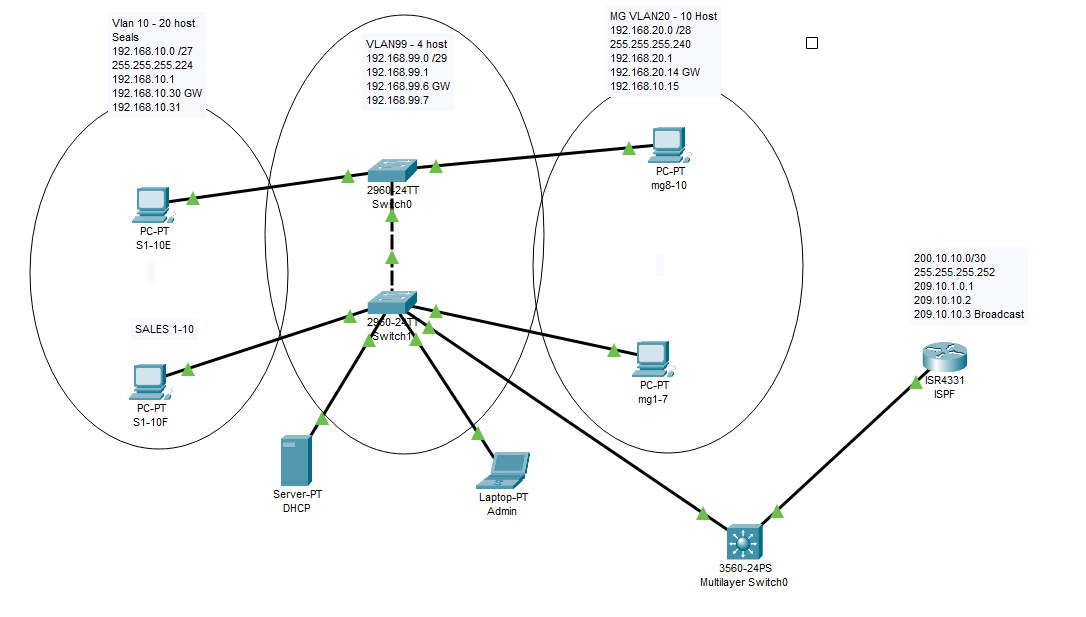 Vlan 10 - 20 host
Seals
192.168.10.0 /27
255.255.255.224
192.168.10.1
192.168.10.30 GW
192.168.10.31
VLAN99 - 4 host
192.168.99.0 /29
192.168.99.1
192.168.99.6 GW
192.168.99.7
MG VLAN20 - 10 Host
192.168.20.0 /28
255.255.255.240
192.168.20.1
192.168.20.14 GW
192.168.10.15
PC-PT
mg8-10
2960-24TT
Switch0
PC-PT
S1-10E
200.10.10.0/30
255.255.255.252
209.10.1.0.1
209.10.10.2
209.10.10.3 Broadcast
2960-24TT
Switch1
SALES 1-10
ISR4331
ISPF
PC-PT
mg1-7
PC-PT
S1-10F
Server-PT
DHCP
Laptop-PT
Admin
3560-24PS
Multilayer Switch0